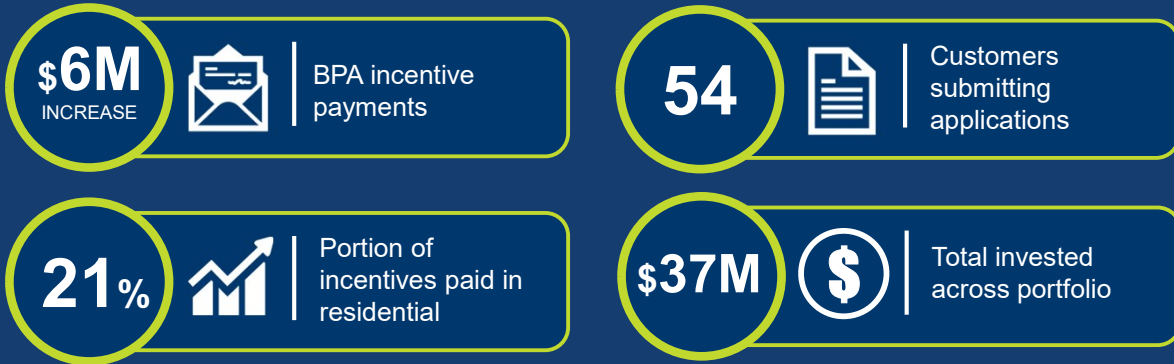 $6M
INCREASE
BPA incentive
payments
54
Customers
submitting
applications
21%
Portion of
incentives paid in
residential
$37M
$
Total invested
across portfolio